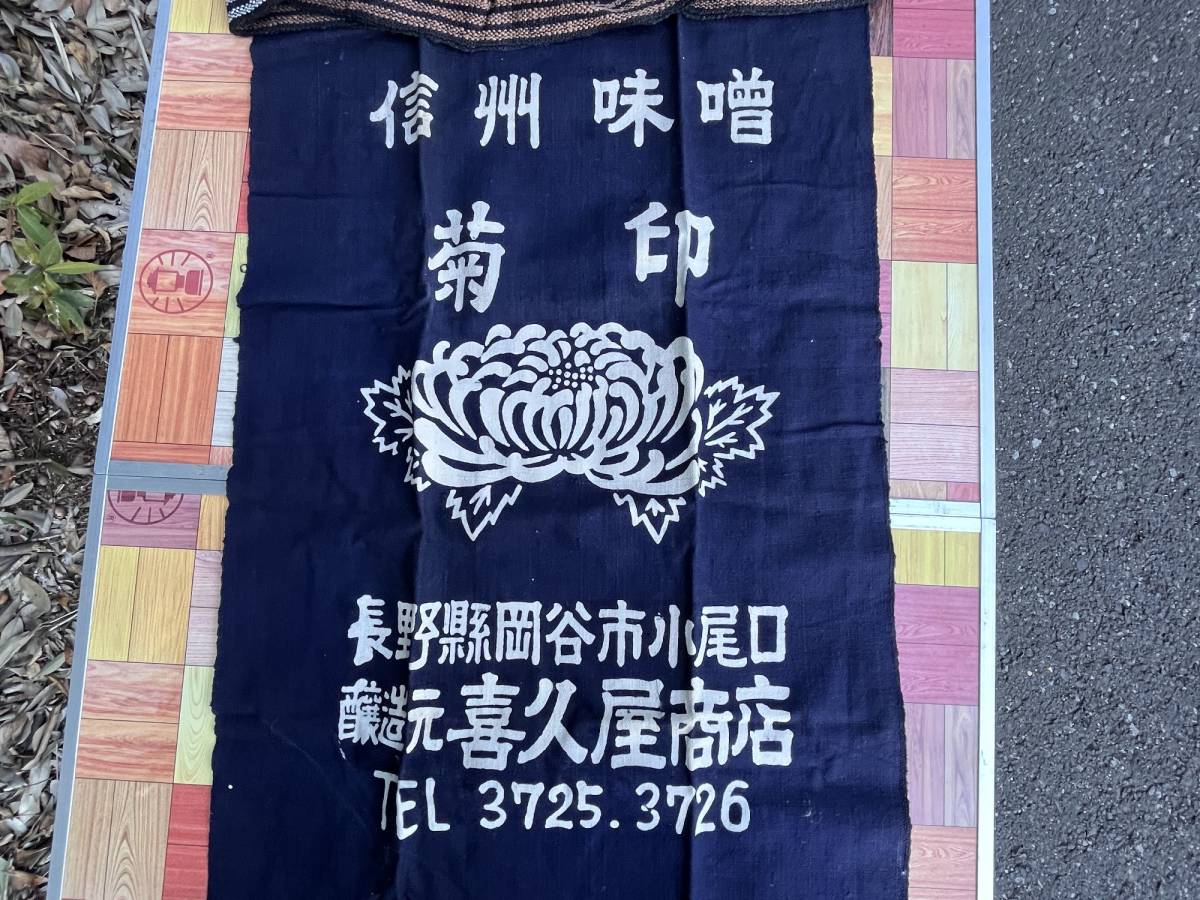 信州味噌
菊印
長野縣岡谷市小尾口
醸造元喜久屋商店
TEL 3725.3726